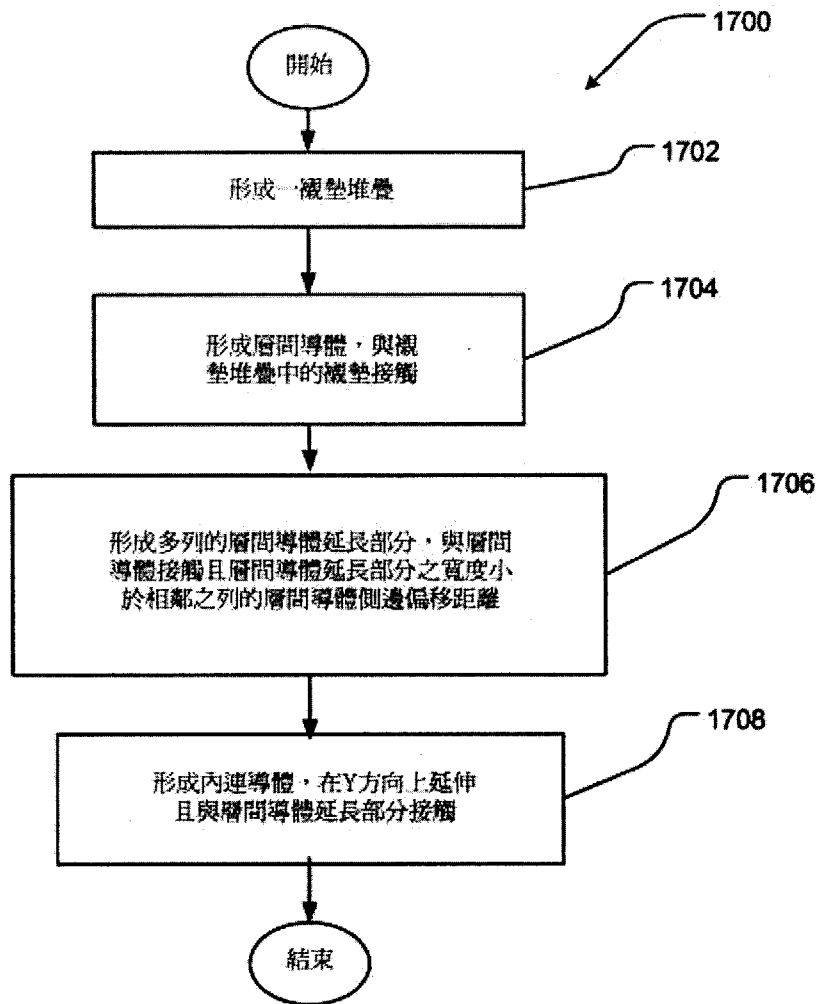 1700
開始
1702
形成一襯墊堆疊
1704
形成層間導體，與襯
墊堆疊中的襯墊接觸
1706
形成多列的層間導體延長部分，與層間
導體接觸且層間導體延長部分之寬度小
於相鄰之列的層間導體側邊偏移距離
1708
形成內連導體，在Y方向上延伸
且與層間導體延長部分接觸
結束